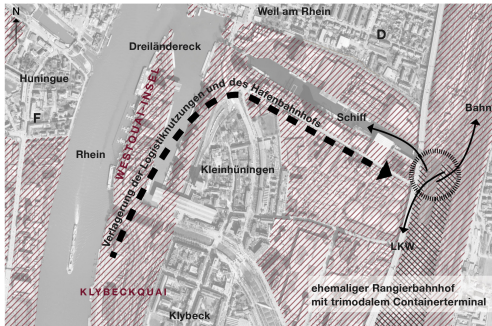 N
Weil am Rhein
Dreiländereck
D
Huningue
F
WESTQUAI-INSEL
Verlagerung der Logistiknutzungen und des Hafenbahnhofs
Schiff
Bahn
Rhein
Kleinhüningen
LKW
KLYBECKQUAI
Klybeck
ehemaliger Rangierbahnhof
mit trimodalem Containerterminal